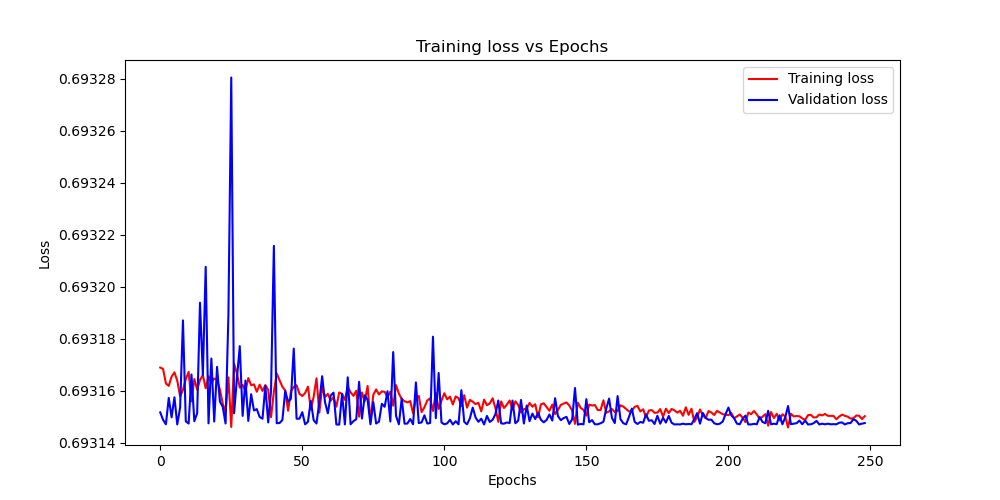 Training loss vs Epochs
Training loss
Validation loss
Loss
0.69328
0.69326
0.69324
0.69322
0.69320
0.69318
0.69316
0.69314
0 50 100 150 200 250
Epochs